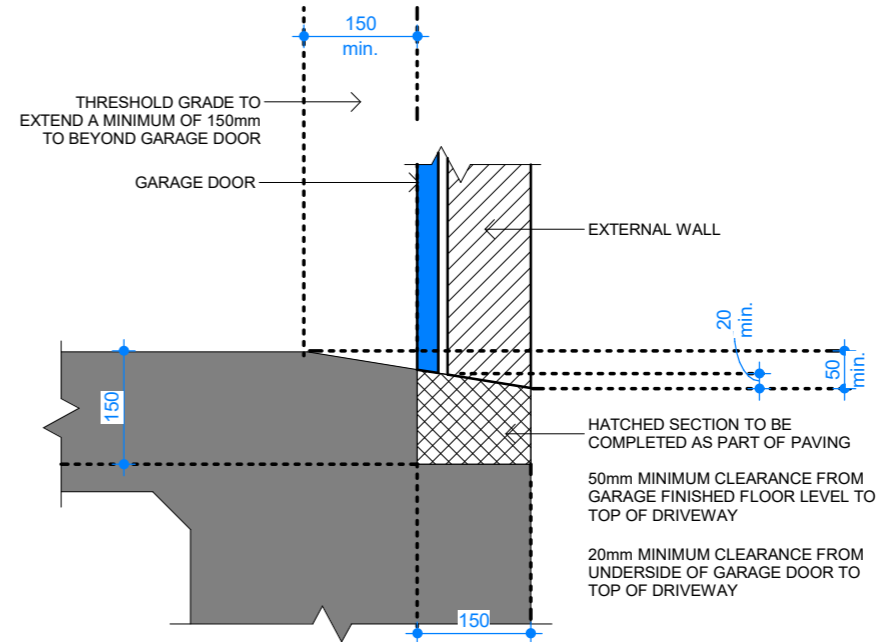 150
min.
THRESHOLD GRADE TO
EXTEND A MINIMUM OF 150mm
TO BEYOND GARAGE DOOR
GARAGE DOOR
EXTERNAL WALL
20
min.
50
min.
150
HATCHED SECTION TO BE
COMPLETED AS PART OF PAVING
50mm MINIMUM CLEARANCE FROM
GARAGE FINISHED FLOOR LEVEL TO
TOP OF DRIVEWAY
20mm MINIMUM CLEARANCE FROM
UNDERSIDE OF GARAGE DOOR TO
TOP OF DRIVEWAY
150